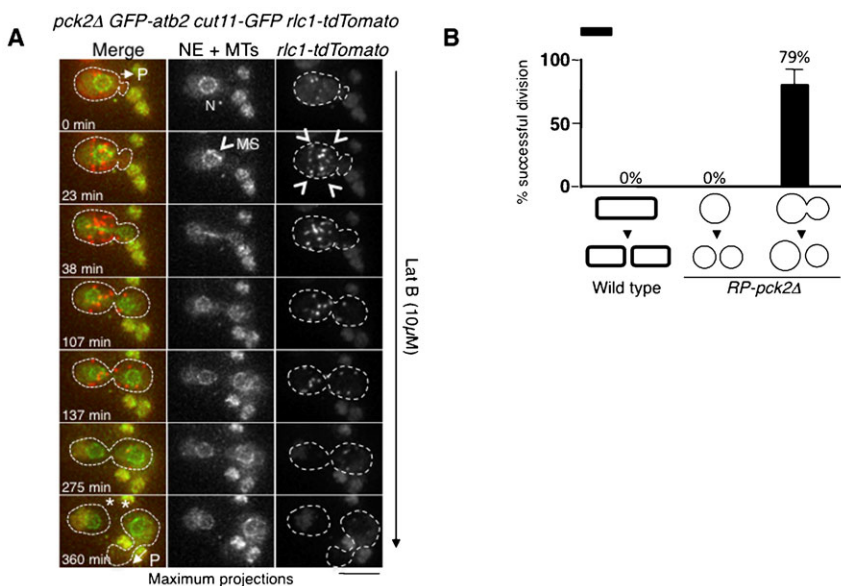 pck2Δ GFP-atb2 cut11-GFP rlc1-tdTomato
A
Merge
NE + MTs
rlc1-tdTomato
P
N
0 min
MS
23 min
38 min
107 min
137 min
275 min
* *
360 min
P
Lat B (10µM)
Maximum projections
B
% successful division
100
50
0
0%
0%
79%
Wild type
RP-pck2Δ